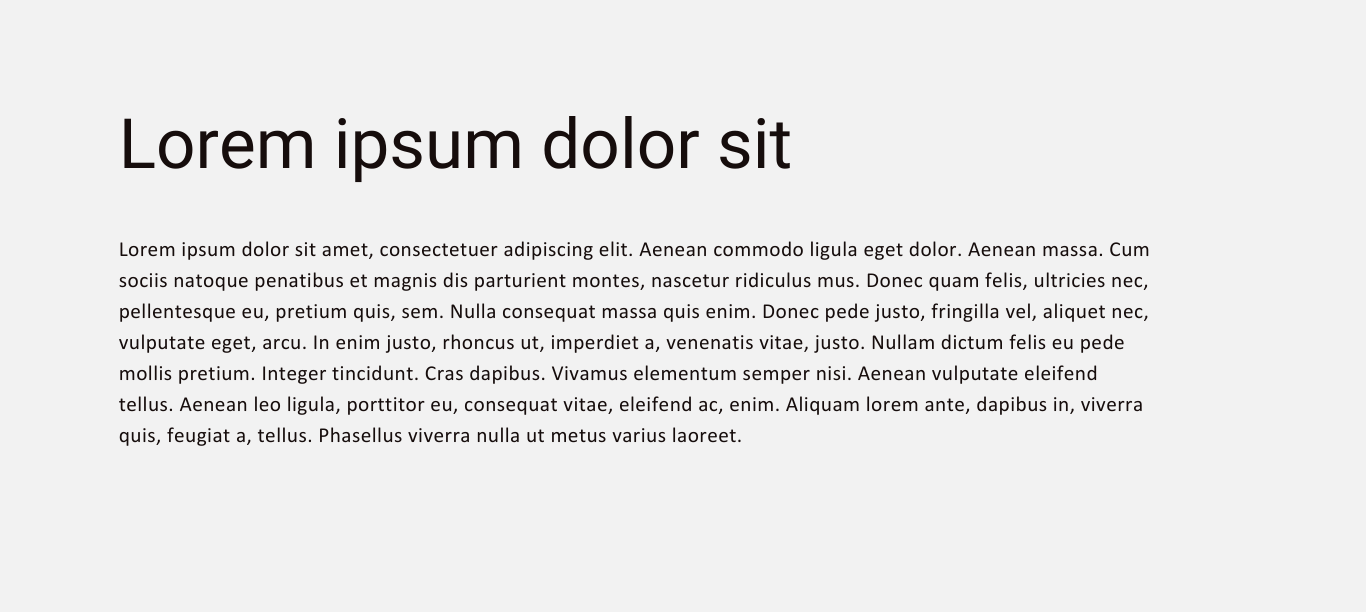 Lorem ipsum dolor sit
Lorem ipsum dolor sit amet, consectetuer adipiscing elit. Aenean commodo ligula eget dolor. Aenean massa. Cum
sociis natoque penatibus et magnis dis parturient montes, nascetur ridiculus mus. Donec quam felis, ultricies nec,
pellentesque eu, pretium quis, sem. Nulla consequat massa quis enim. Donec pede justo, fringilla vel, aliquet nec,
vulputate eget, arcu. In enim justo, rhoncus ut, imperdiet a, venenatis vitae, justo. Nullam dictum felis eu pede
mollis pretium. Integer tincidunt. Cras dapibus. Vivamus elementum semper nisi. Aenean vulputate eleifend
tellus. Aenean leo ligula, porttitor eu, consequat vitae, eleifend ac, enim. Aliquam lorem ante, dapibus in, viverra
quis, feugiat a, tellus. Phasellus viverra nulla ut metus varius laoreet.